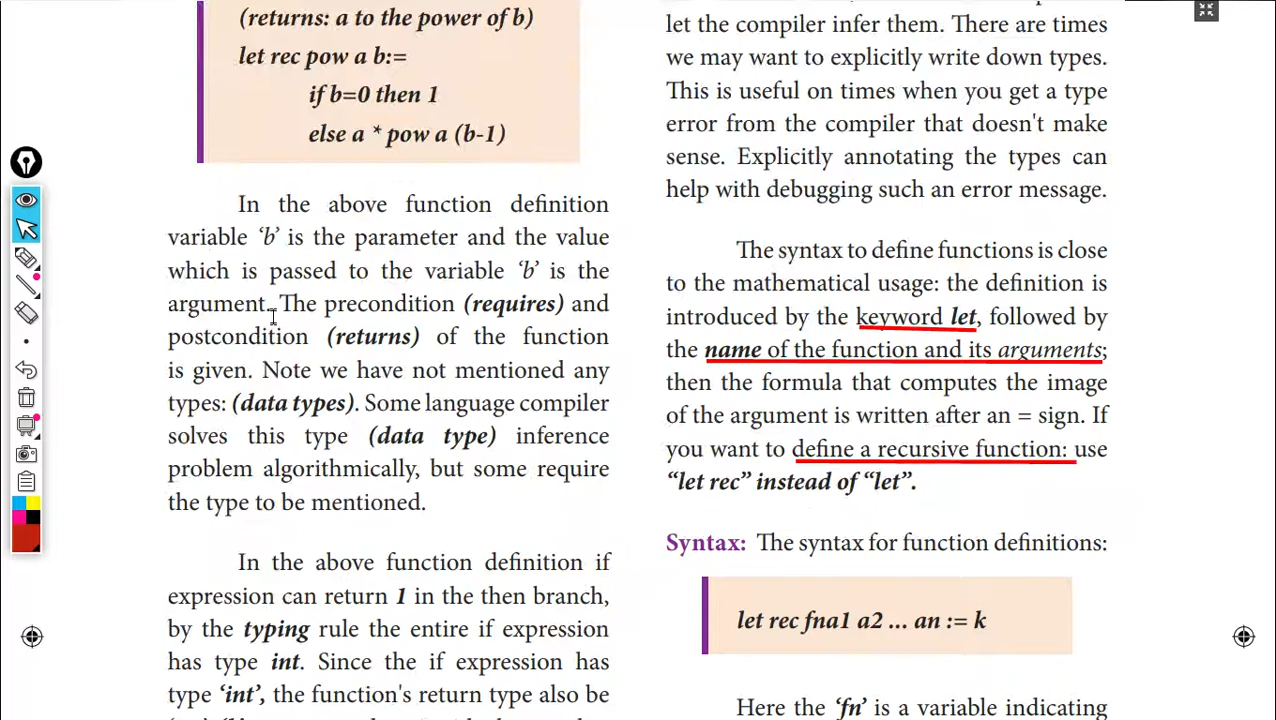 (returns: a to the power of b)
let rec pow a b:=
if b=0 then 1
else a * pow a (b-1)
In the above function definition
variable ‘b’ is the parameter and the value
which is passed to the variable ‘b’ is the
argument. The precondition (requires) and
postcondition (returns) of the function
is given. Note we have not mentioned any
types: (data types). Some language compiler
solves this type (data type) inference
problem algorithmically, but some require
the type to be mentioned.
In the above function definition if
expression can return 1 in the then branch,
by the typing rule the entire if expression
has type int. Since the if expression has
type ‘int’, the function's return type also be
let the compiler infer them. There are times
we may want to explicitly write down types.
This is useful on times when you get a type
error from the compiler that doesn't make
sense. Explicitly annotating the types can
help with debugging such an error message.
The syntax to define functions is close
to the mathematical usage: the definition is
introduced by the keyword let, followed by
the name of the function and its arguments;
then the formula that computes the image
of the argument is written after an = sign. If
you want to define a recursive function: use
“let rec” instead of “let”.
Syntax: The syntax for function definitions:
let rec fna1 a2 ... an := k
Here the ‘fn’ is a variable indicating